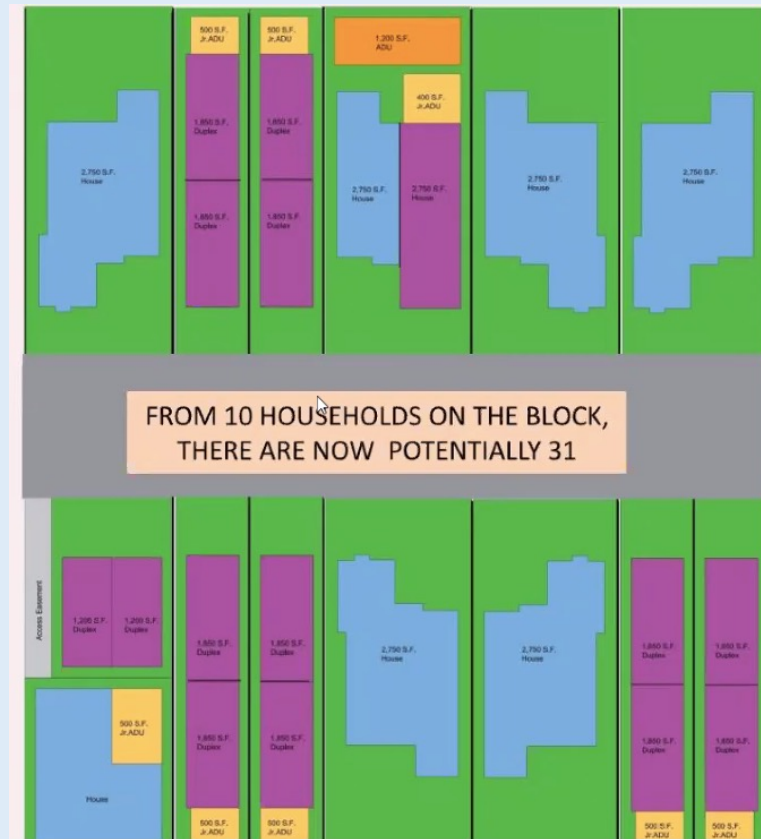 500 S.F.
Jr.ADU
500 S.F.
Jr.ADU
1,200 S.F.
ADU
400 S.F.
Jr.ADU
1,850 S.F.
Duplex
1,850 S.F.
Duplex
2,750 S.F.
House
2,750 S.F.
House
2,750 S.F.
House
2,750 S.F.
House
2,750 S.F.
House
1,850 S.F.
Duplex
1,850 S.F.
Duplex
FROM 10 HOUSEHOLDS ON THE BLOCK,
THERE ARE NOW POTENTIALLY 31
Access Easement
1,200 S.F.
Duplex
1,200 S.F.
Duplex
1,850 S.F.
Duplex
1,850 S.F.
Duplex
2,750 S.F.
House
2,750 S.F.
House
1,850 S.F.
Duplex
1,850 S.F.
Duplex
500 S.F.
Jr.ADU
1,850 S.F.
Duplex
1,850 S.F.
Duplex
1,850 S.F.
Duplex
1,850 S.F.
Duplex
House
500 S.F.
Jr.ADU
500 S.F.
Jr.ADU
500 S.F.
Jr.ADU
500 S.F.
Jr.ADU